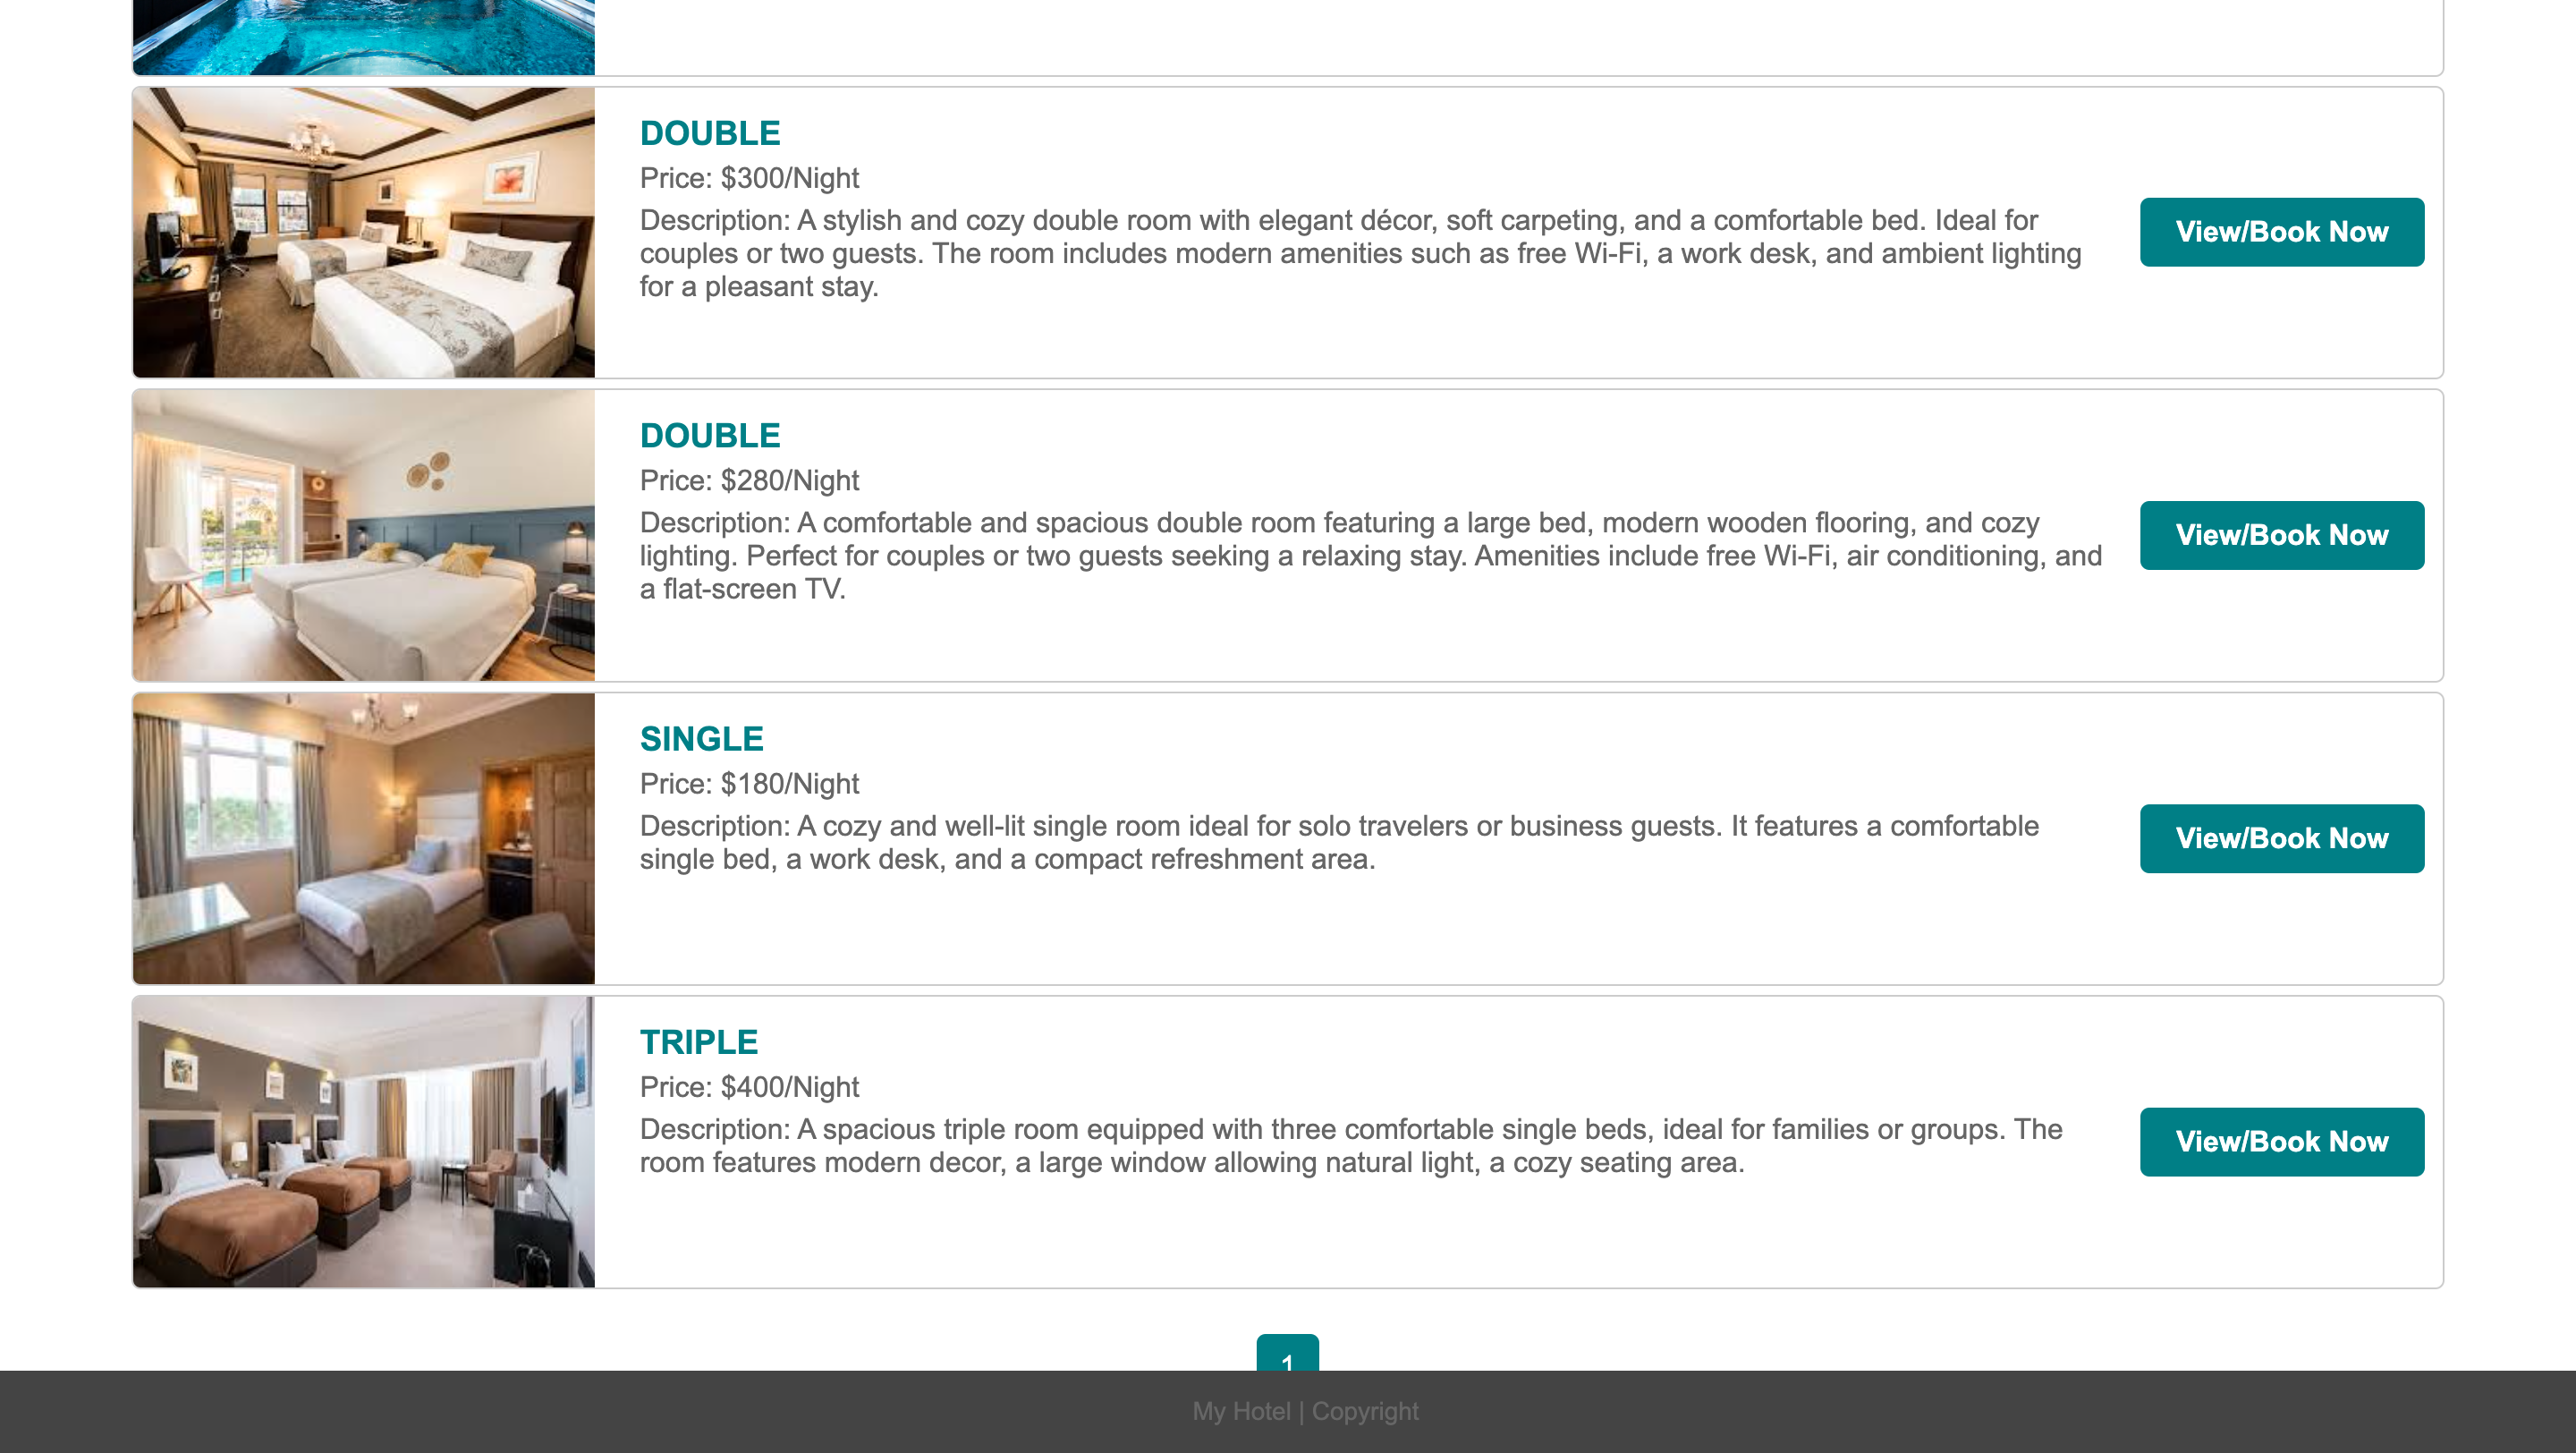 DOUBLE
Price: $300/Night
Description: A stylish and cozy double room with elegant décor, soft carpeting, and a comfortable bed. Ideal for
couples or two guests. The room includes modern amenities such as free Wi-Fi, a work desk, and ambient lighting
for a pleasant stay.
View/Book Now
DOUBLE
Price: $280/Night
Description: A comfortable and spacious double room featuring a large bed, modern wooden flooring, and cozy
lighting. Perfect for couples or two guests seeking a relaxing stay. Amenities include free Wi-Fi, air conditioning, and
a flat-screen TV.
View/Book Now
SINGLE
Price: $180/Night
Description: A cozy and well-lit single room ideal for solo travelers or business guests. It features a comfortable
single bed, a work desk, and a compact refreshment area.
View/Book Now
TRIPLE
Price: $400/Night
Description: A spacious triple room equipped with three comfortable single beds, ideal for families or groups. The
room features modern decor, a large window allowing natural light, a cozy seating area.
View/Book Now
1
My Hotel | Copyright